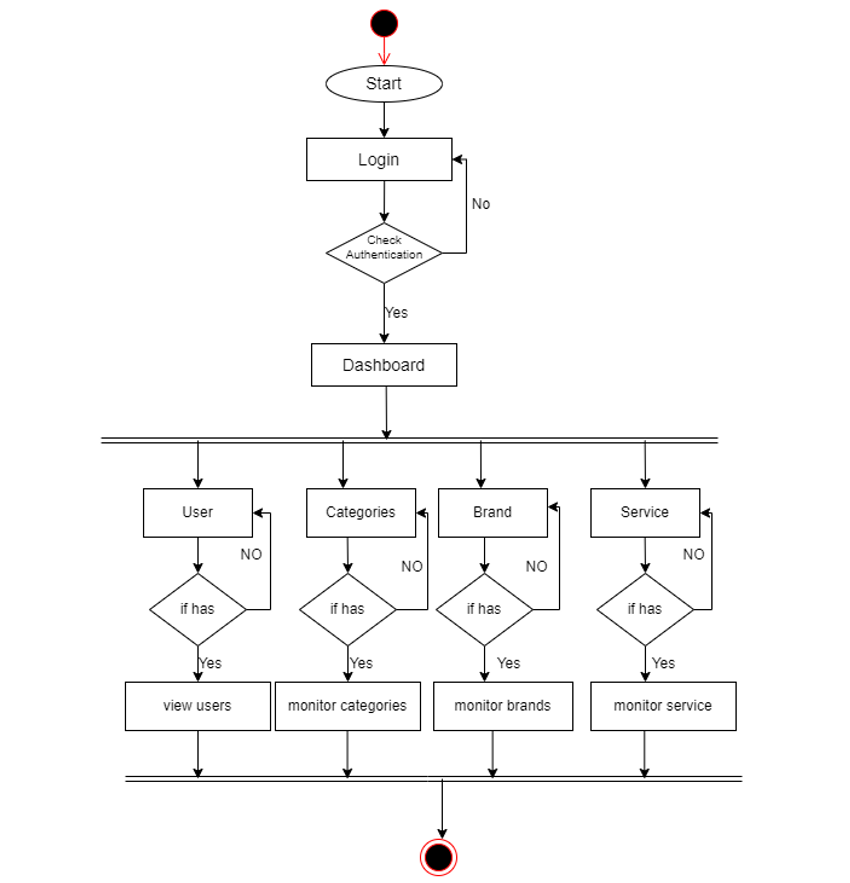 Start
Login
No
Check
Authentication
Yes
Dashboard
User
Categories
Brand
Service
NO
NO
NO
NO
if has
if has
if has
if has
Yes
Yes
Yes
Yes
view users
monitor categories
monitor brands
monitor service